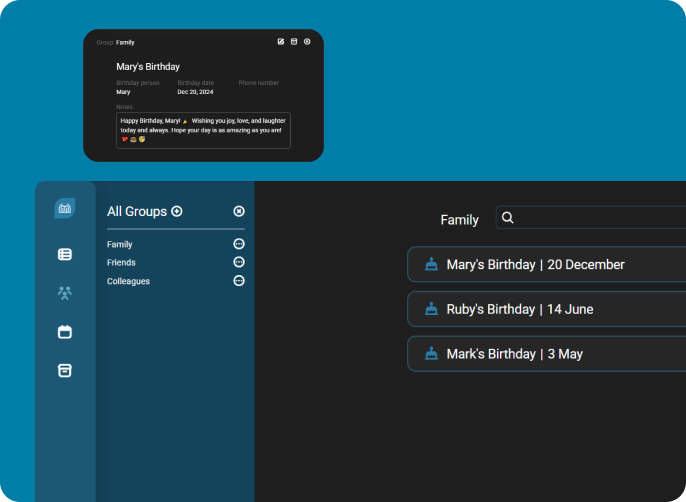 Group Family
Mary's Birthday
Birthday person Birthday date Phone number
Mary Dec 20, 2024
Notes
Happy Birthday, Mary! 🎉 Wishing you joy, love, and laughter
today and always. Hope your day is as amazing as you are!
All Groups
Family
Friends
Colleagues
Family
Mary's Birthday | 20 December
Ruby's Birthday | 14 June
Mark's Birthday | 3 May